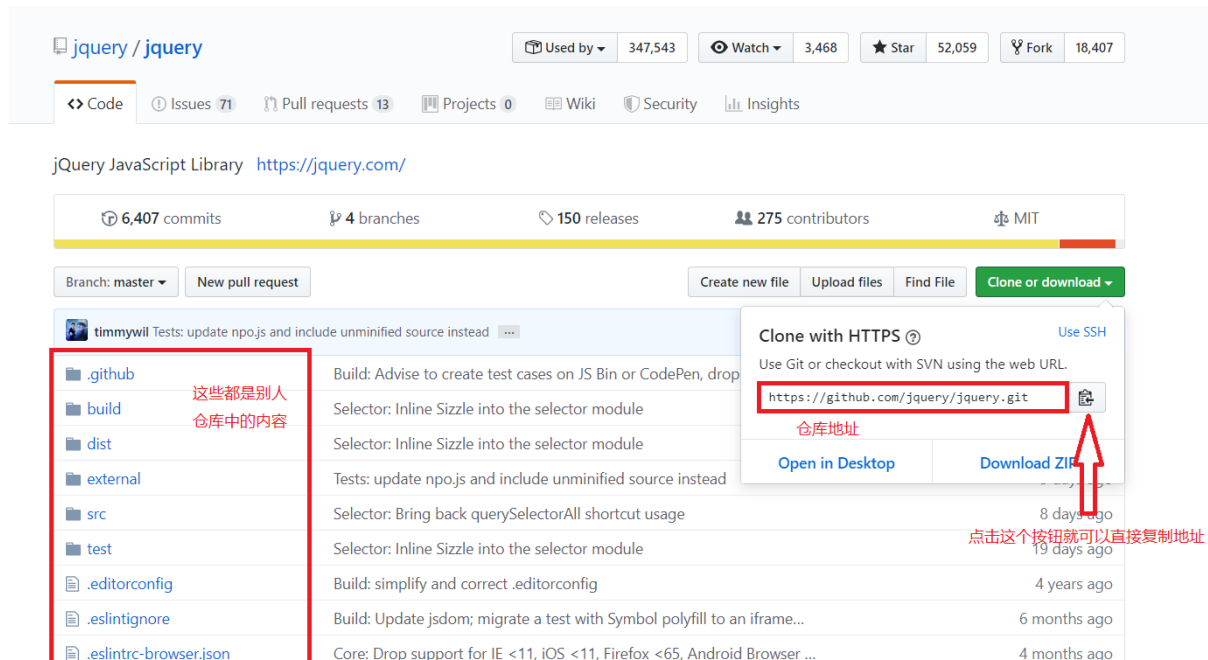 jquery / jquery
Used by 347,543 Watch 3,468 Star 52,059 Fork 18,407
Code Issues 71 Pull requests 13 Projects 0 Wiki Security Insights
jQuery JavaScript Library https://jquery.com/
6,407 commits 4 branches 150 releases 275 contributors MIT
Branch: master New pull request Create new file Upload files Find File Clone or download
timmywil Tests: update npo.js and include unminified source instead ...
Clone with HTTPS Use SSH
Use Git or checkout with SVN using the web URL.
https://github.com/jquery/jquery.git
仓库地址
Open in Desktop Download ZIP
点击这个按钮就可以直接复制地址
这些都是别人
仓库中的内容
.github Build: Advise to create test cases on JS Bin or CodePen, drop
build Selector: Inline Sizzle into the selector module
dist Selector: Inline Sizzle into the selector module
external Tests: update npo.js and include unminified source instead days ago
src Selector: Bring back querySelectorAll shortcut usage 8 days ago
test Selector: Inline Sizzle into the selector module 19 days ago
.editorconfig Build: simplify and correct .editorconfig 4 years ago
.eslintignore Build: Update jsdom; migrate a test with Symbol polyfill to an iframe... 6 months ago
.eslintrc-browser.json Core: Drop support for IE <11, iOS <11, Firefox <65, Android Browser ... 4 months ago